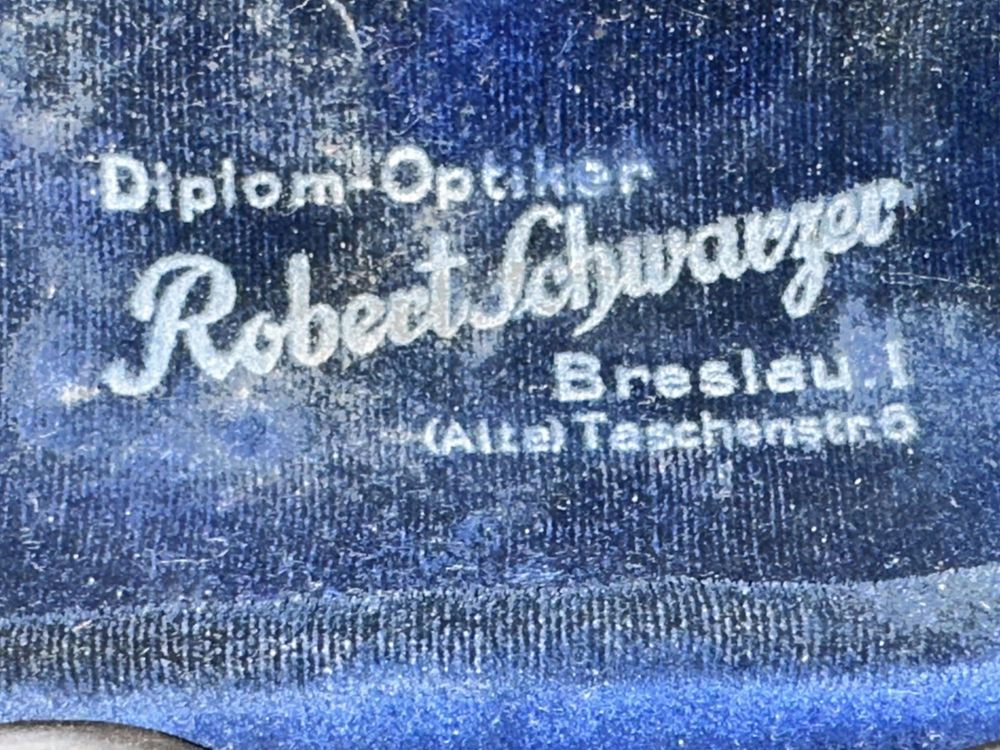 Diplom-Optiker
Robert Schwarzer
Breslau.1
(Alte) Taschenstr.6